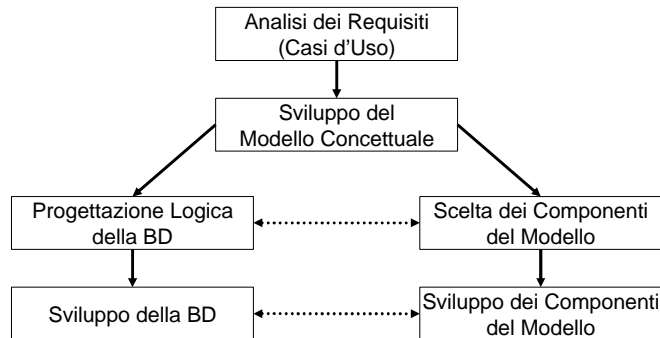 Analisi dei Requisiti
(Casi d'Uso)
Sviluppo del
Modello Concettuale
Progettazione Logica
della BD
Scelta dei Componenti
del Modello
Sviluppo della BD
Sviluppo dei Componenti
del Modello